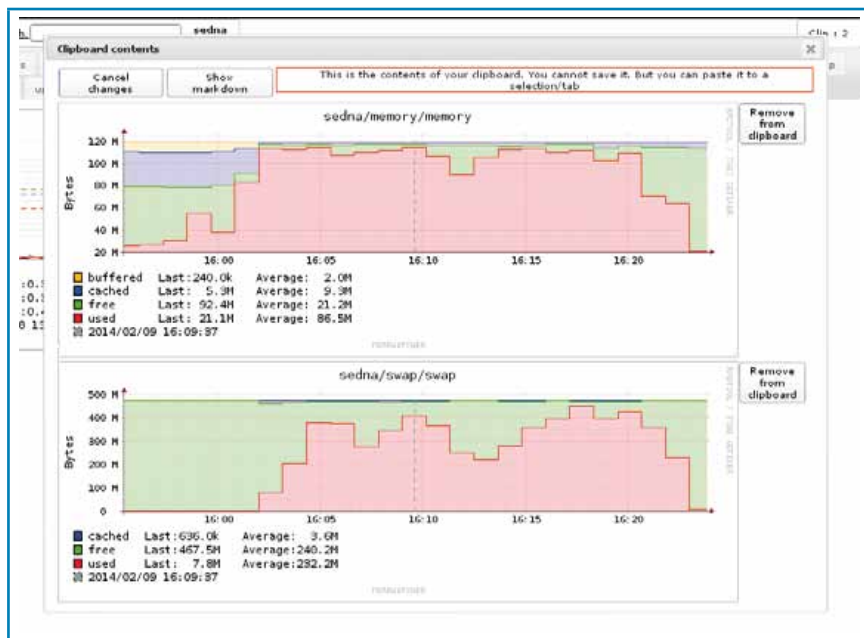 sedna
Clipboard contents
Cancel changes
Show markdown
This is the contents of your clipboard. You cannot save it. But you can paste it to a
selection/tab
sedna/memory/memory
Remove
from
clipboard
120 M
100 M
80 M
60 M
40 M
20 M
Bytes
16:00 16:05 16:10 16:15 16:20
buffered Last:240.0k Average: 2.0M
cached Last: 5.9M Average: 9.9M
free Last: 92.4M Average: 21.2M
used Last: 21.1M Average: 86.5M
2014/02/09 16:09:37
sedna/swap/swap
Remove
from
clipboard
500 M
400 M
300 M
200 M
100 M
0
Bytes
16:00 16:05 16:10 16:15 16:20
cached Last:636.0k Average: 3.6M
free Last:467.5M Average:240.2M
used Last: 7.8M Average:232.2M
2014/02/09 16:09:37